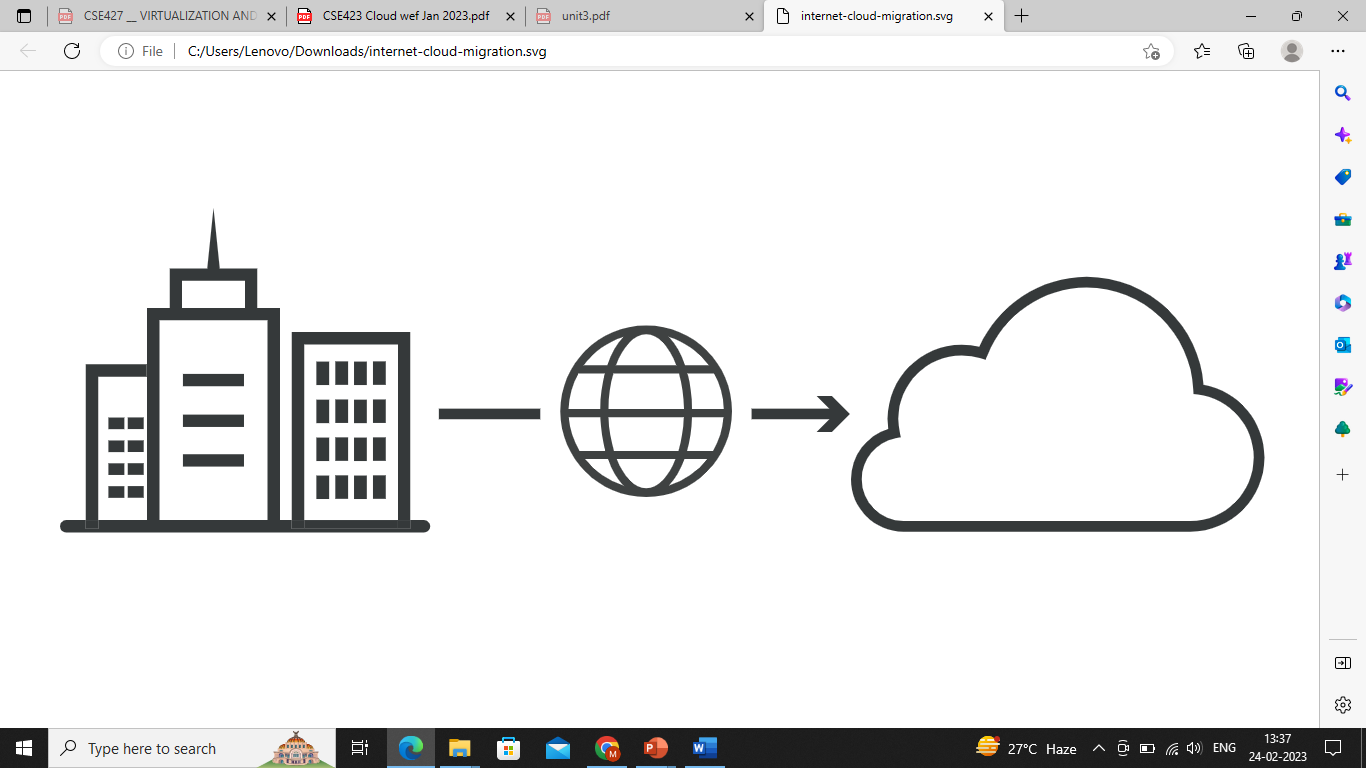 CSE427 __ VIRTUALIZATION AND
CSE423 Cloud wef Jan 2023.pdf
unit3.pdf
internet-cloud-migration.svg
File
C:/Users/Lenovo/Downloads/internet-cloud-migration.svg
Type here to search
27°C Haze
ENG
13:37
24-02-2023